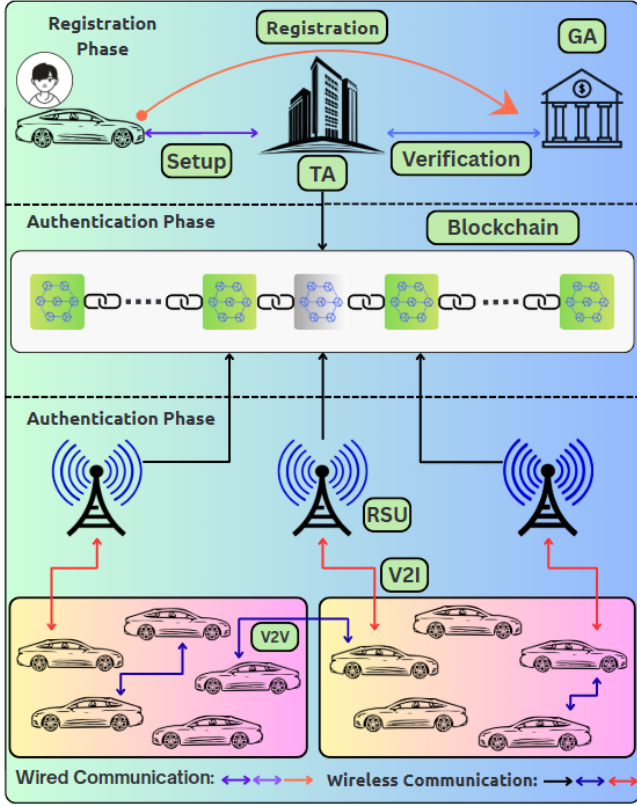 Registration
Phase
Registration
GA
Setup
TA
Verification
Authentication Phase
Blockchain
Authentication Phase
RSU
V2I
V2V
Wired Communication:
Wireless Communication: